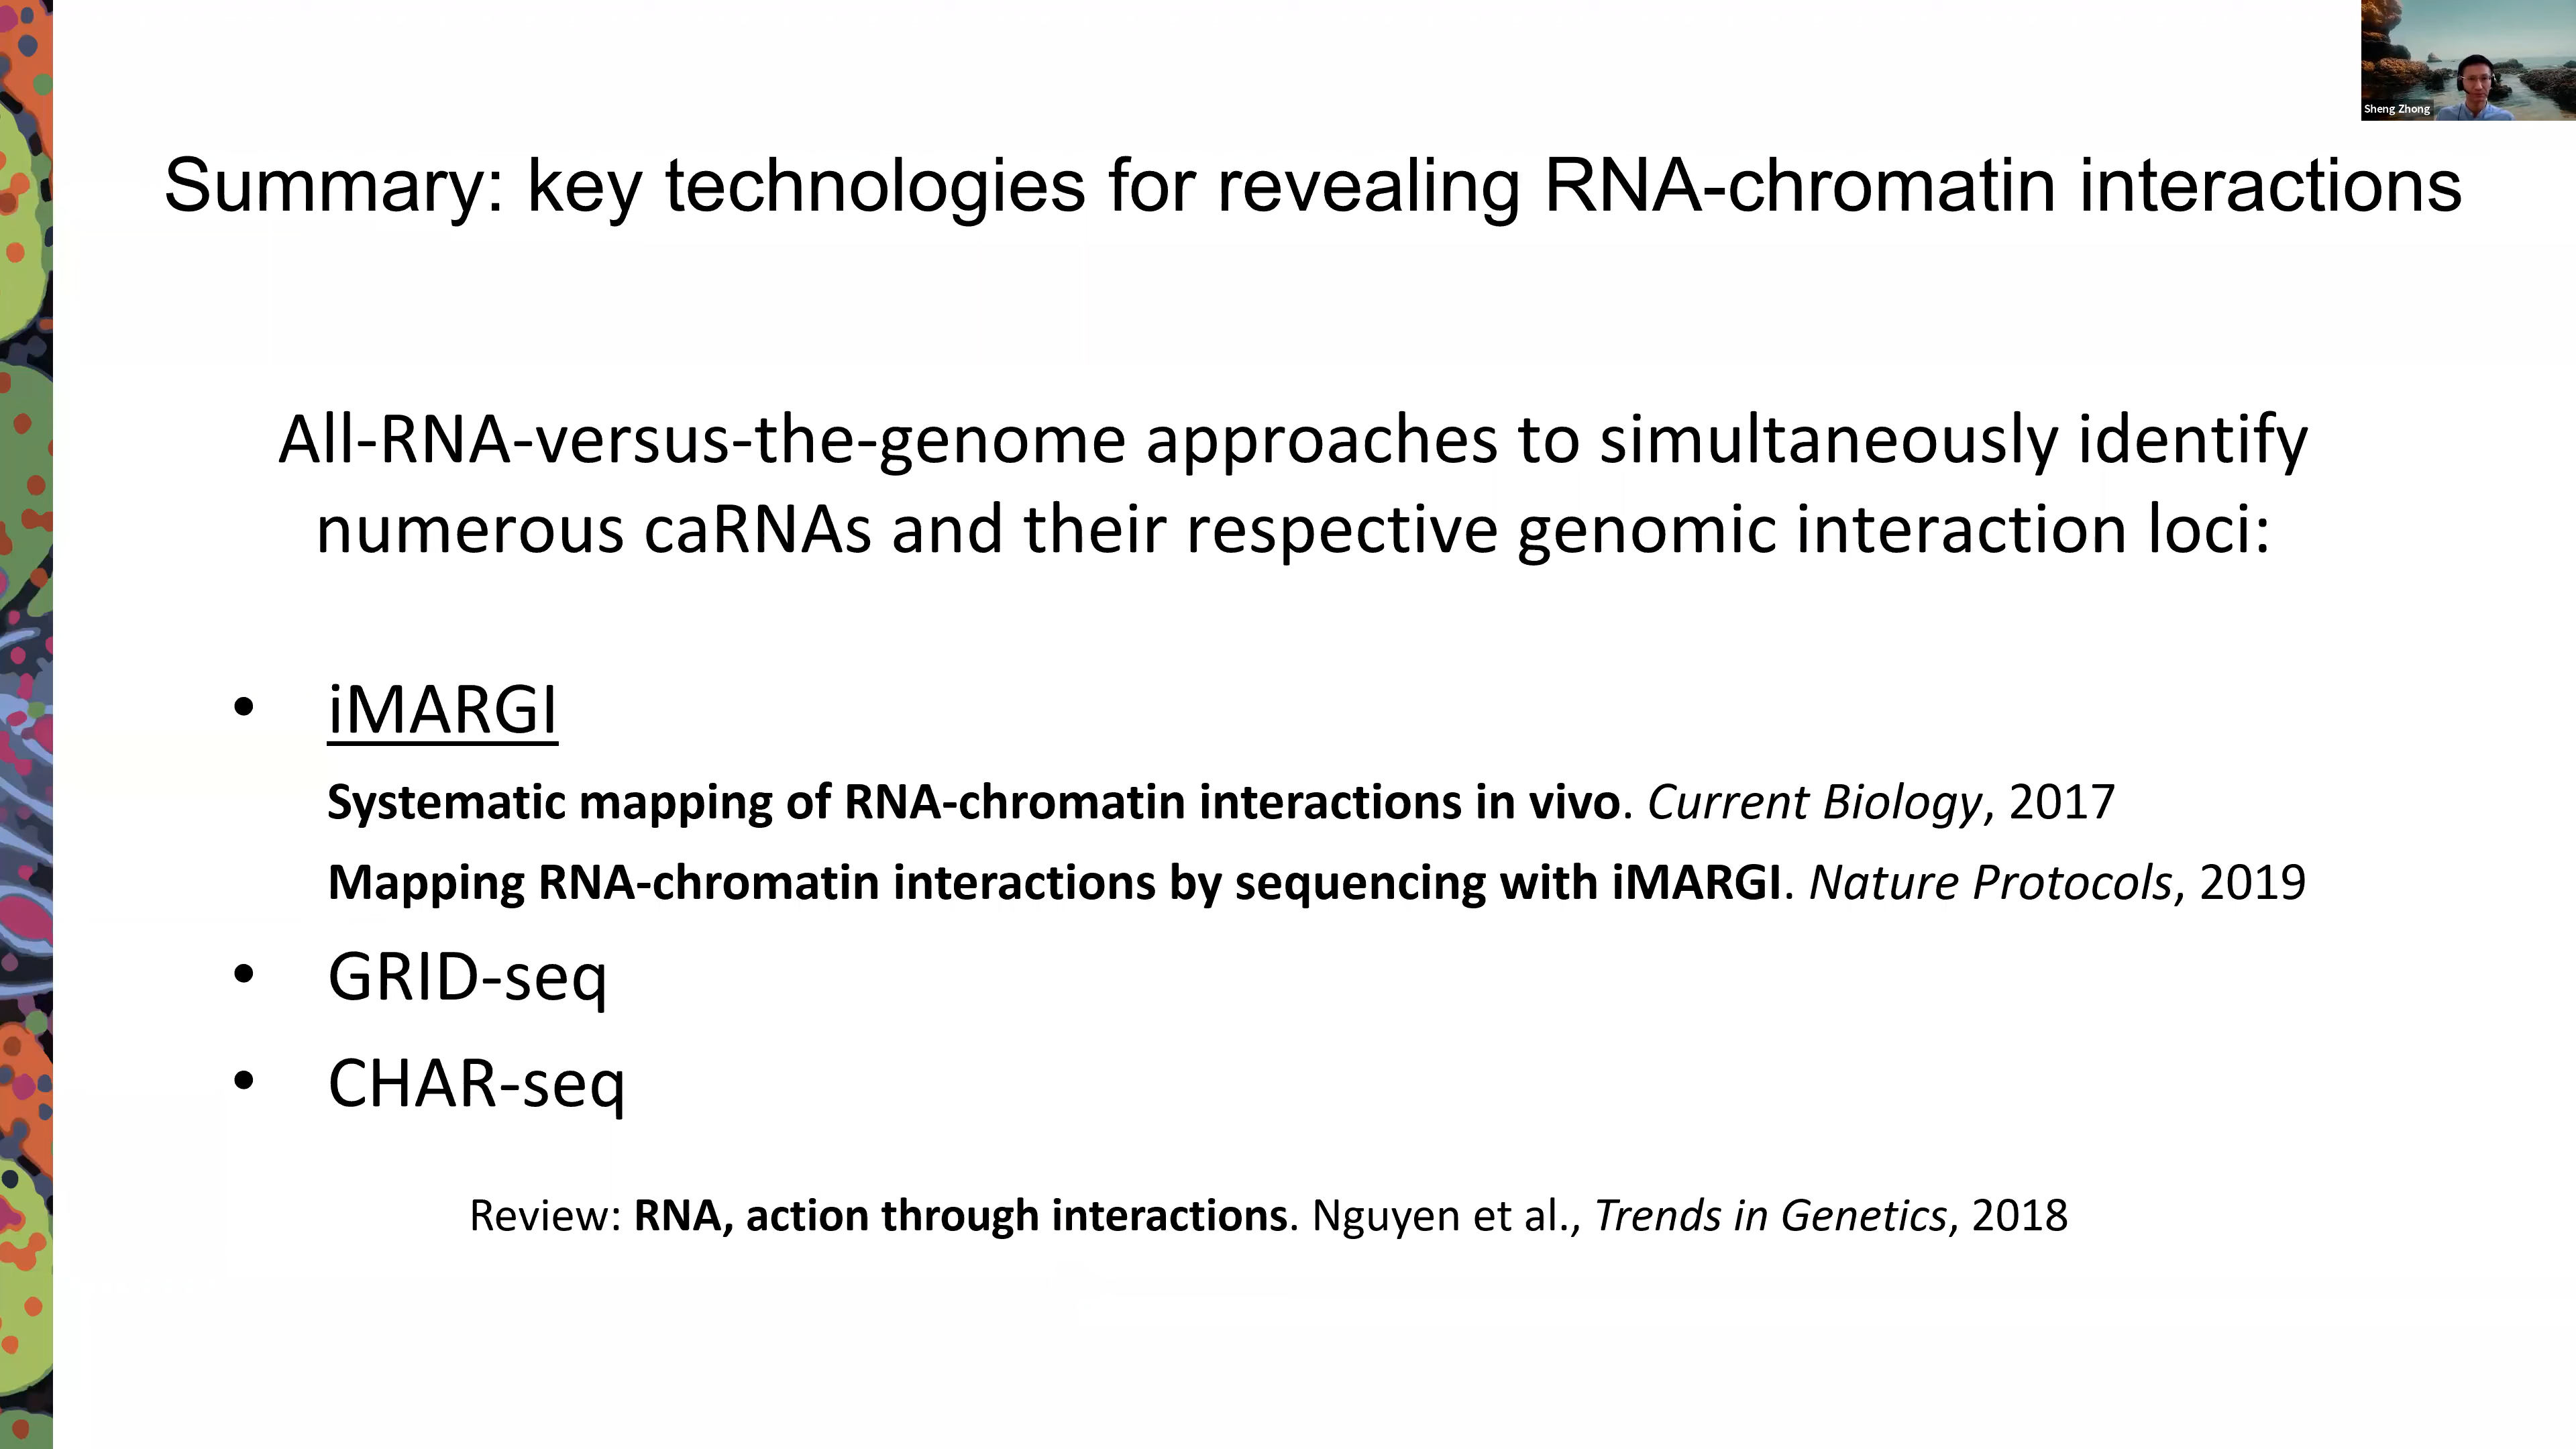 Sheng Zhong
Summary: key technologies for revealing RNA-chromatin interactions
All-RNA-versus-the-genome approaches to simultaneously identify
numerous caRNAs and their respective genomic interaction loci:
• iMARGI
Systematic mapping of RNA-chromatin interactions in vivo. Current Biology, 2017
Mapping RNA-chromatin interactions by sequencing with iMARGI. Nature Protocols, 2019
• GRID-seq
• CHAR-seq
Review: RNA, action through interactions. Nguyen et al., Trends in Genetics, 2018